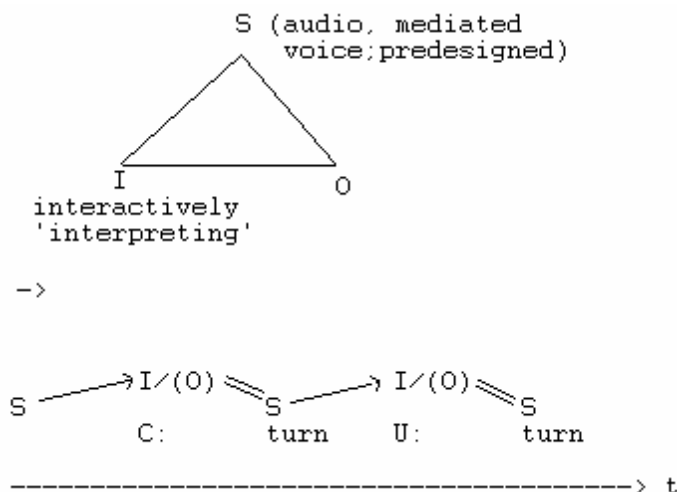 S (audio, mediated
voice;predesigned)
I
O
interactively
'interpreting'
->
I/(O)
I/(O)
S
S
S
C:
turn
U:
turn
-----------------------------------------> t